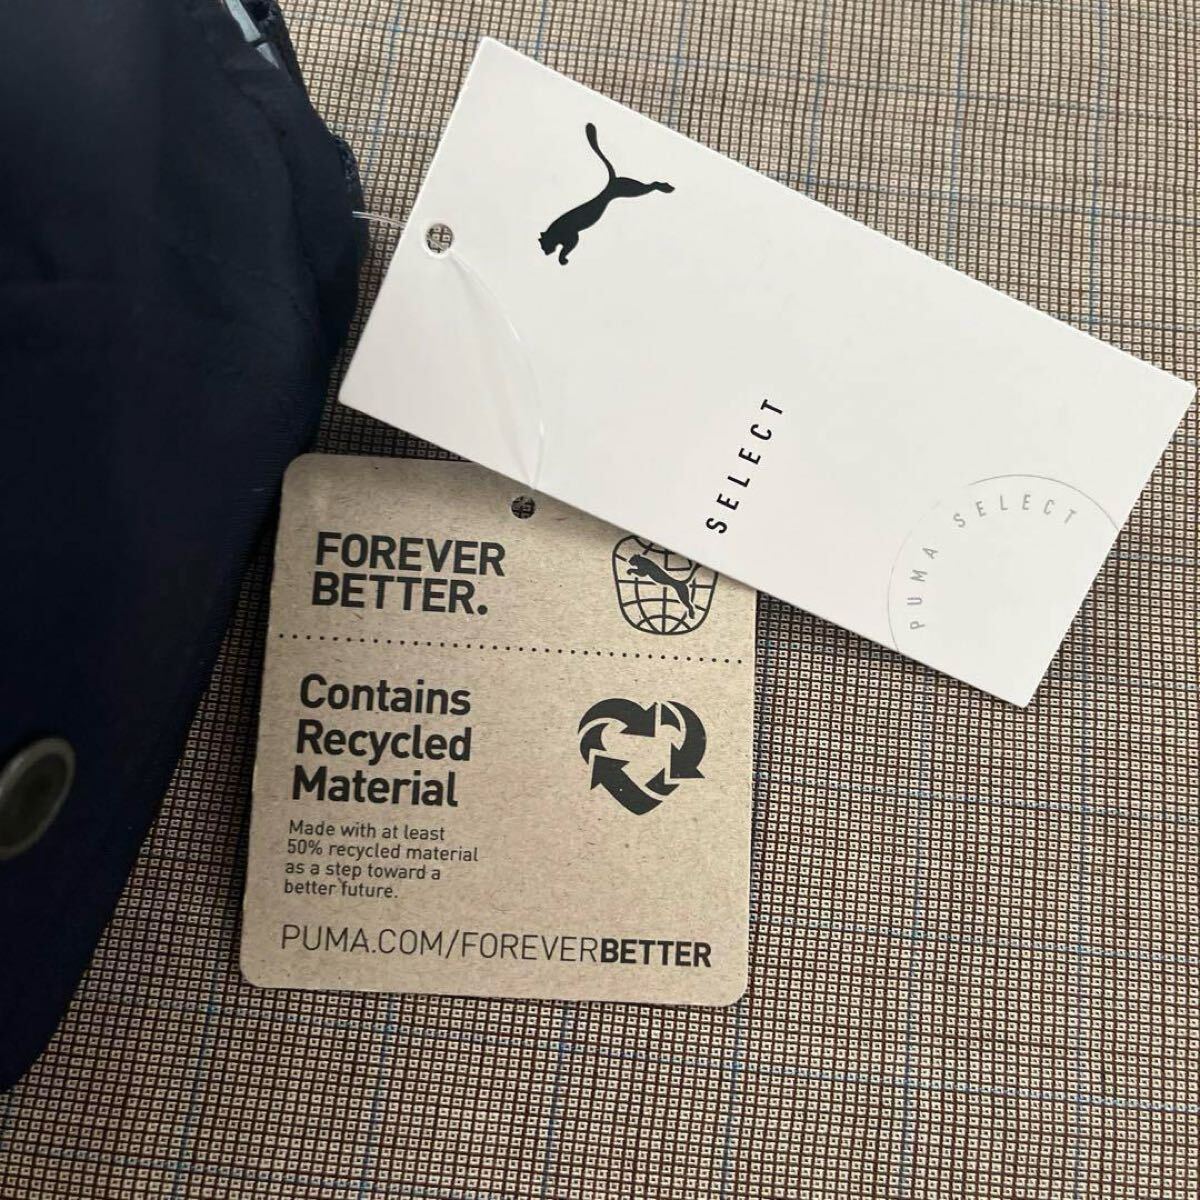 SELECT
PUMA SELECT
FOREVER
BETTER.
Contains
Recycled
Material
Made with at least
50% recycled material
as a step toward a
better future.
PUMA.COM/FOREVERBETTER